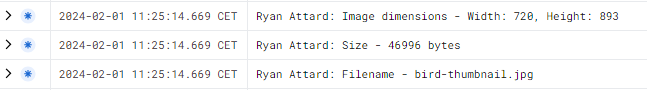 2024-02-01 11:25:14.669 CET Ryan Attard: Image dimensions - Width: 720, Height: 893
2024-02-01 11:25:14.669 CET Ryan Attard: Size - 46996 bytes
2024-02-01 11:25:14.669 CET Ryan Attard: Filename - bird-thumbnail.jpg